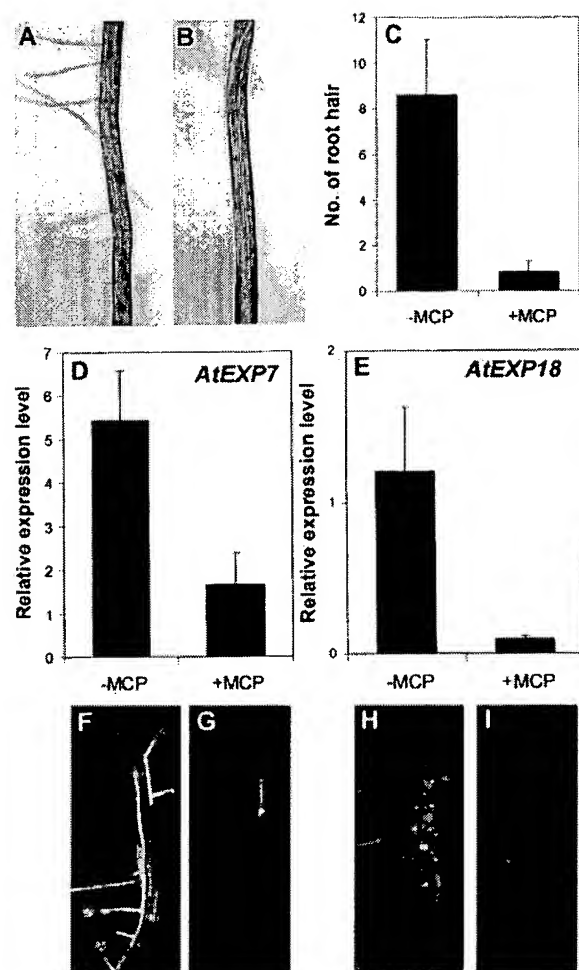 A
B
C
No. of root hair
12
10
8
6
4
2
0
-MCP
+MCP
D
AtEXP7
Relative expression level
7
6
5
4
3
2
1
0
-MCP
+MCP
E
AtEXP18
Relative expression level
2
1
0
-MCP
+MCP
F
G
H
I